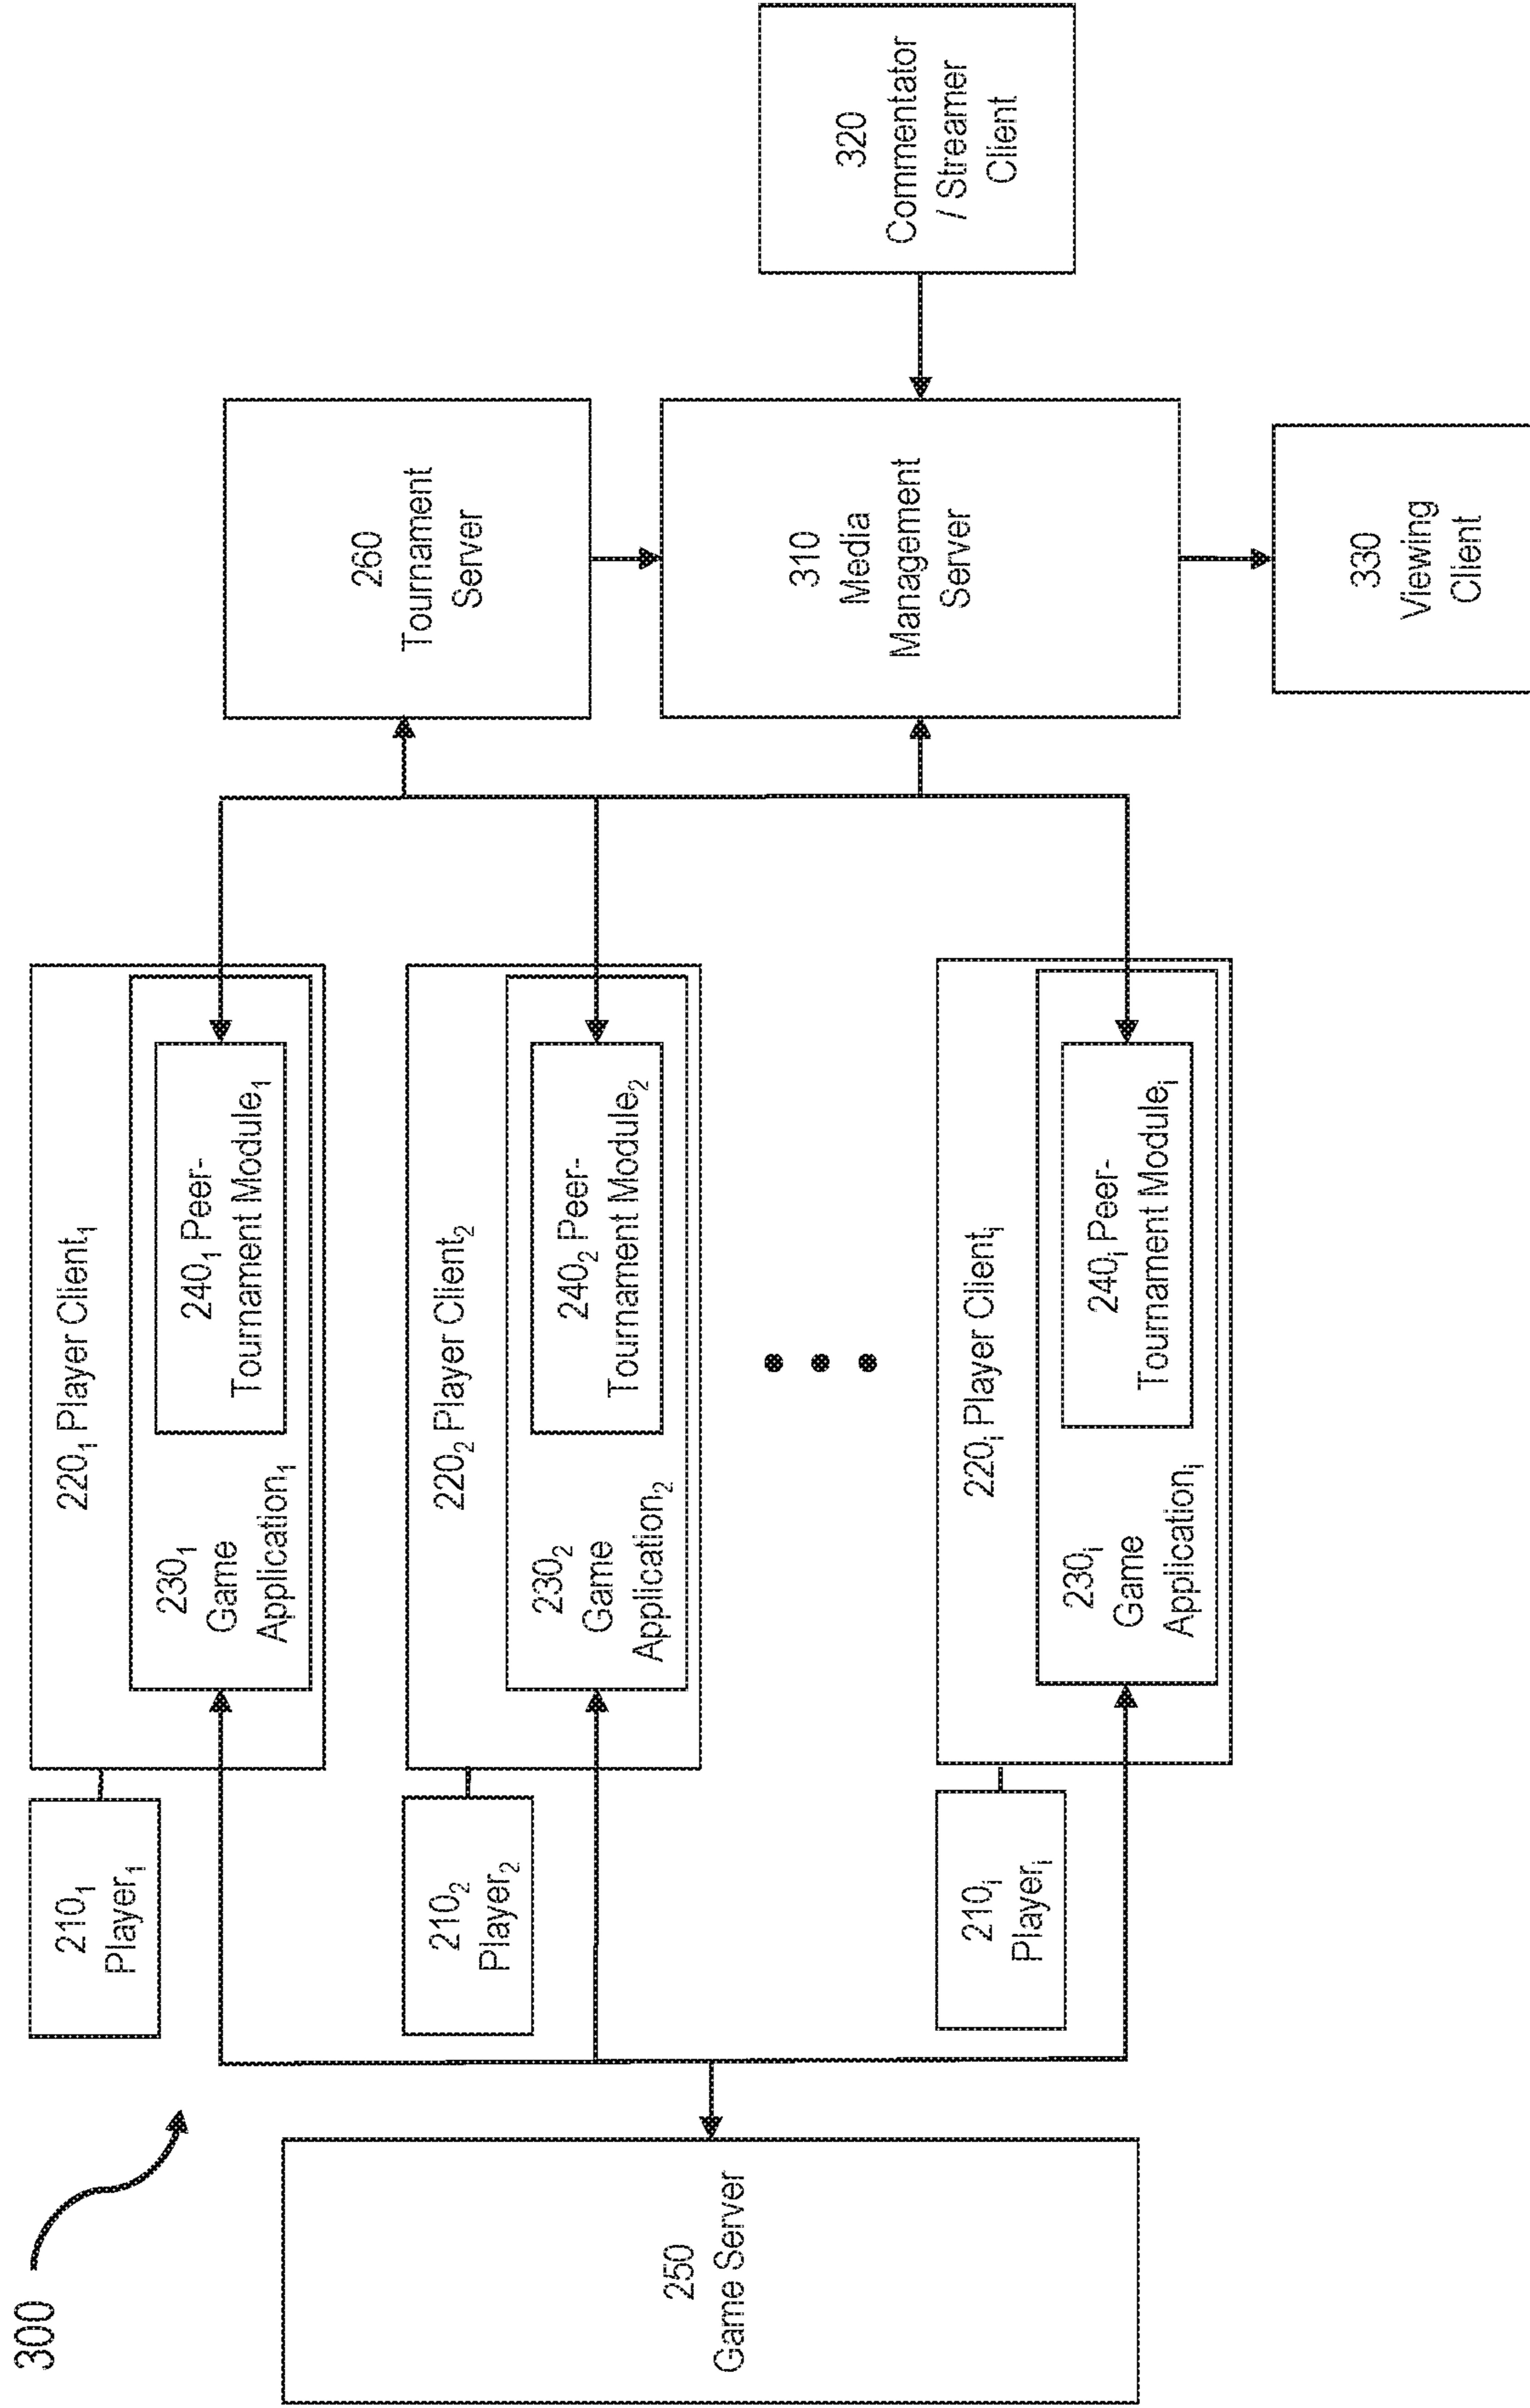 300
250
Game Server
210₁
Player₁
220₁ Player Client₁
230₁
Game
Application₁
240₁ Peer-
Tournament Module₁
210₂
Player₂
220₂ Player Client₂
230₂
Game
Application₂
240₂ Peer-
Tournament Module₂
210ᵢ
Playerᵢ
220ᵢ Player Clientᵢ
230ᵢ
Game
Applicationᵢ
240ᵢ Peer-
Tournament Moduleᵢ
260
Tournament
Server
310
Media
Management
Server
320
Commentator
/ Streamer
Client
330
Viewing
Client